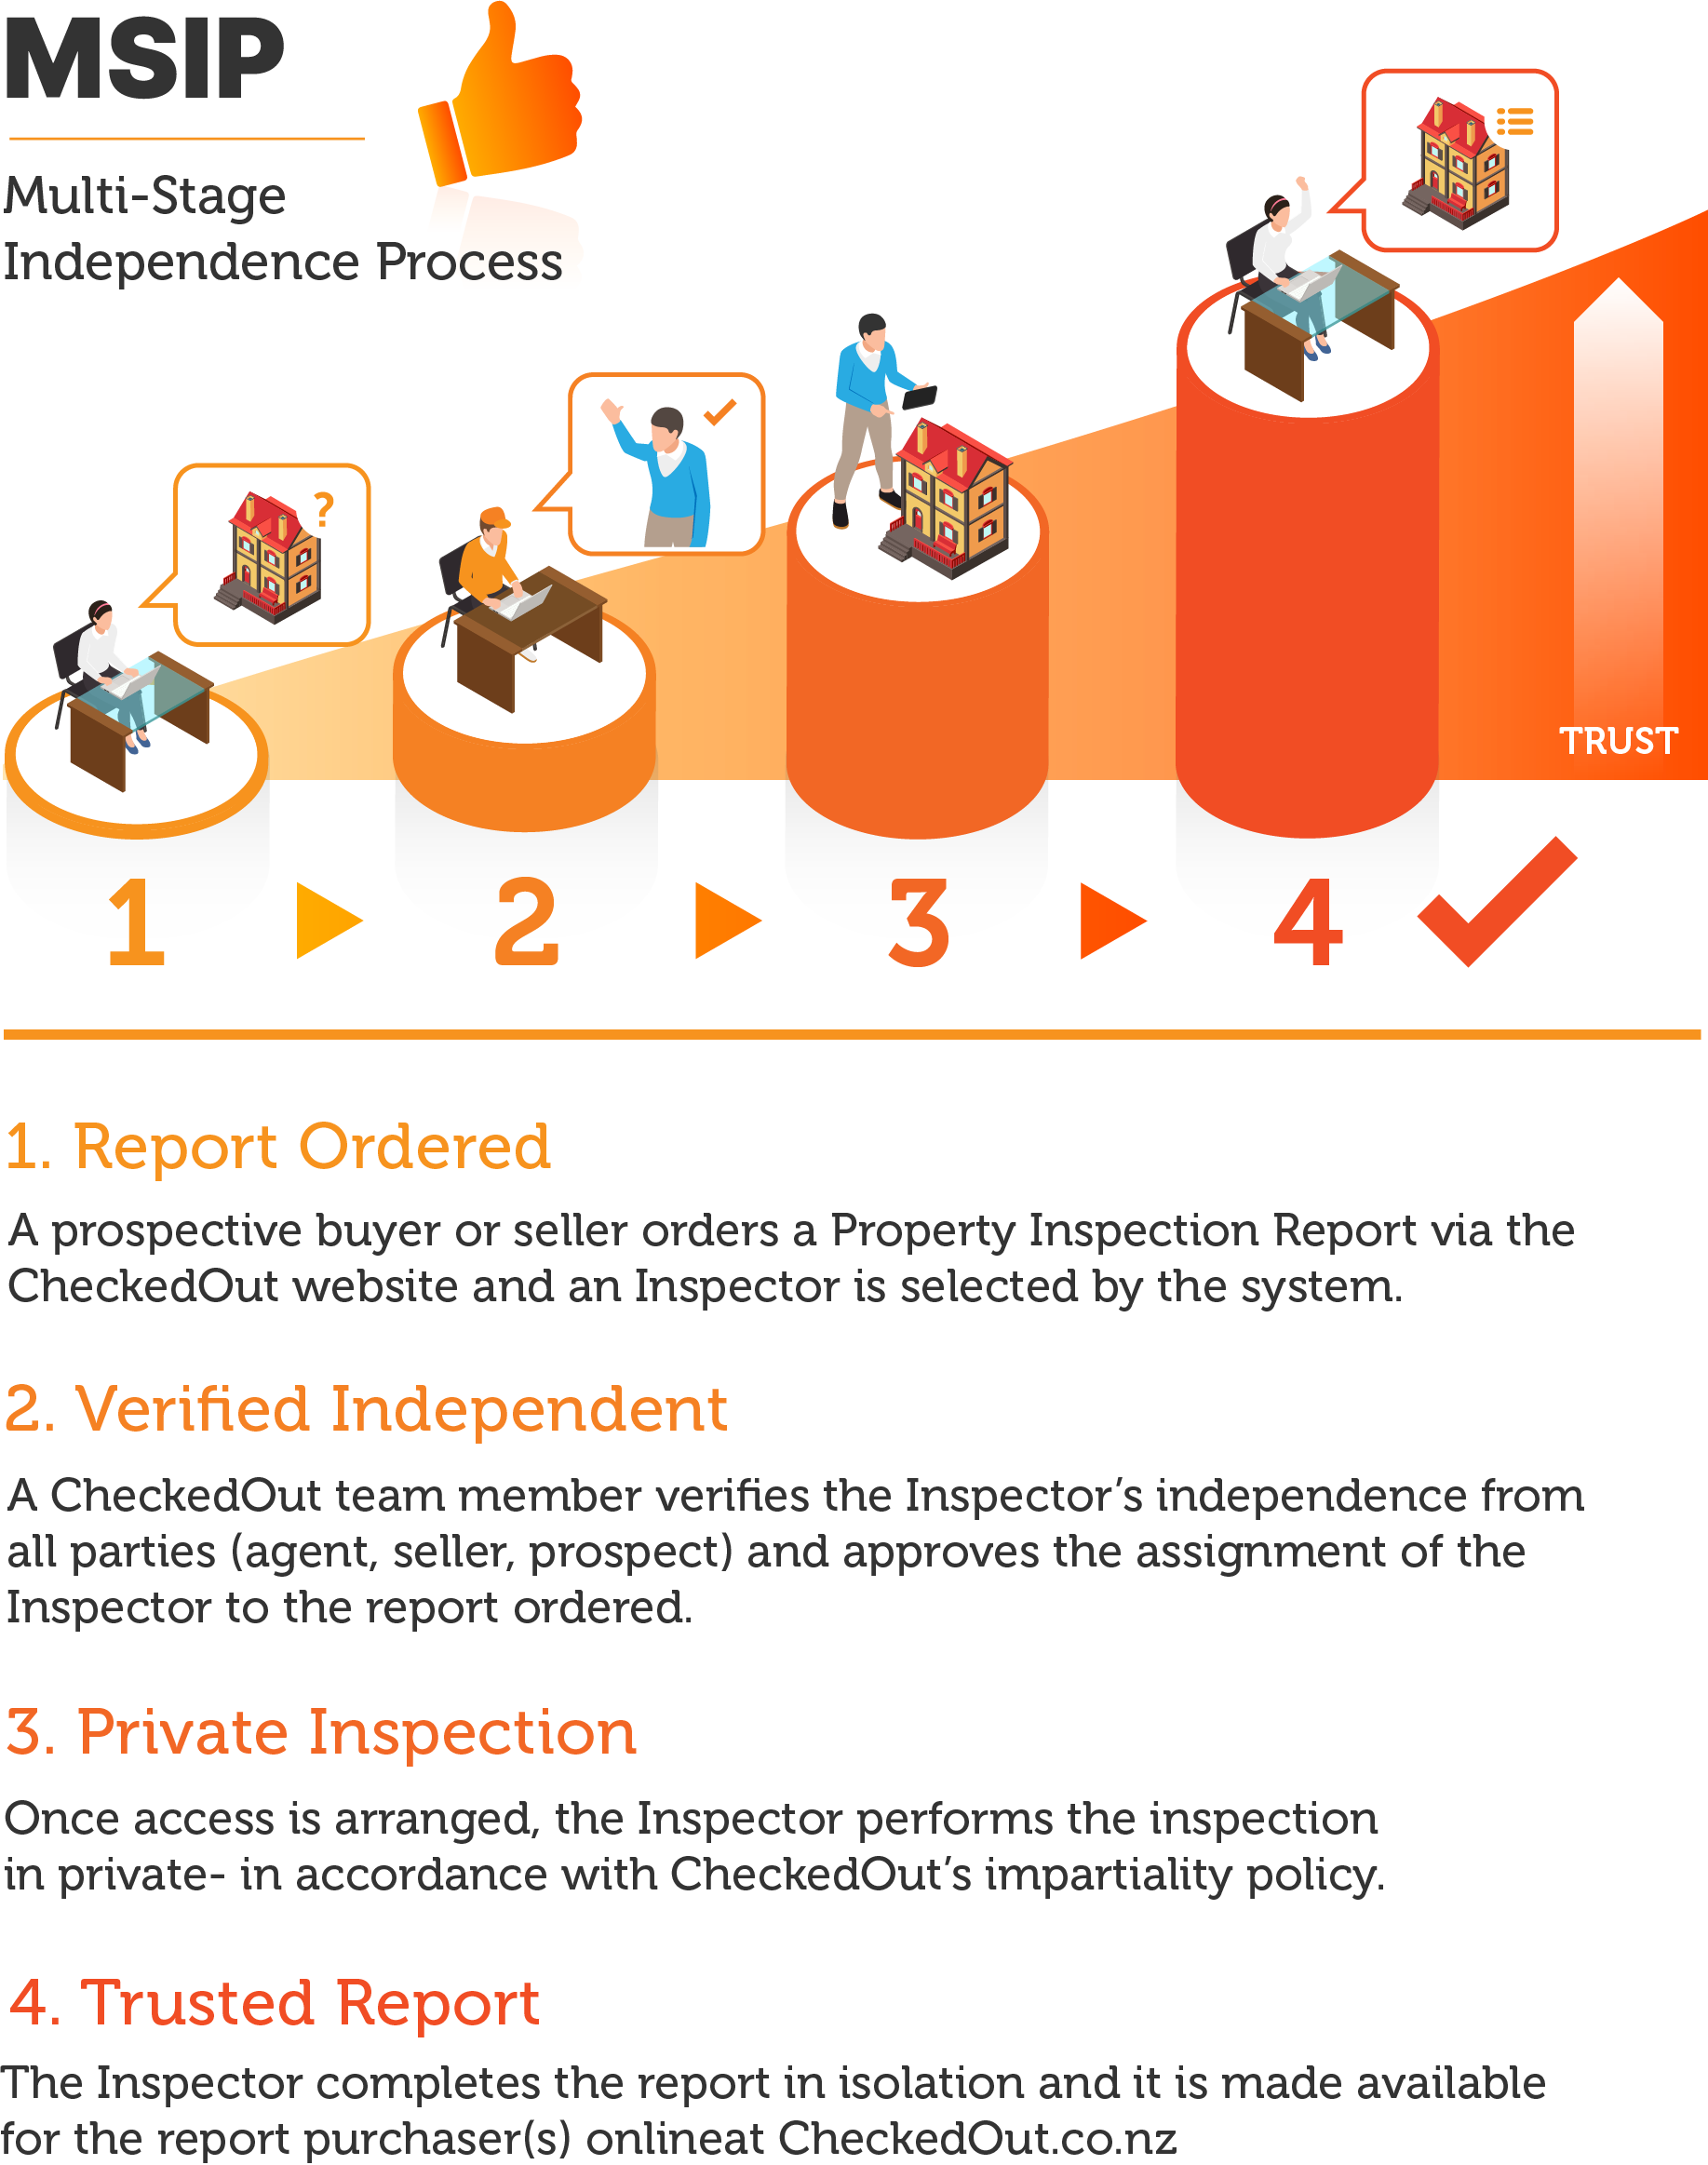 MSIP
Multi-Stage
Independence Process
?
TRUST
1
2
3
4
1. Report Ordered
A prospective buyer or seller orders a Property Inspection Report via the
CheckedOut website and an Inspector is selected by the system.
2. Verified Independent
A CheckedOut team member verifies the Inspector’s independence from
all parties (agent, seller, prospect) and approves the assignment of the
Inspector to the report ordered.
3. Private Inspection
Once access is arranged, the Inspector performs the inspection
in private- in accordance with CheckedOut’s impartiality policy.
4. Trusted Report
The Inspector completes the report in isolation and it is made available
for the report purchaser(s) onlineat CheckedOut.co.nz